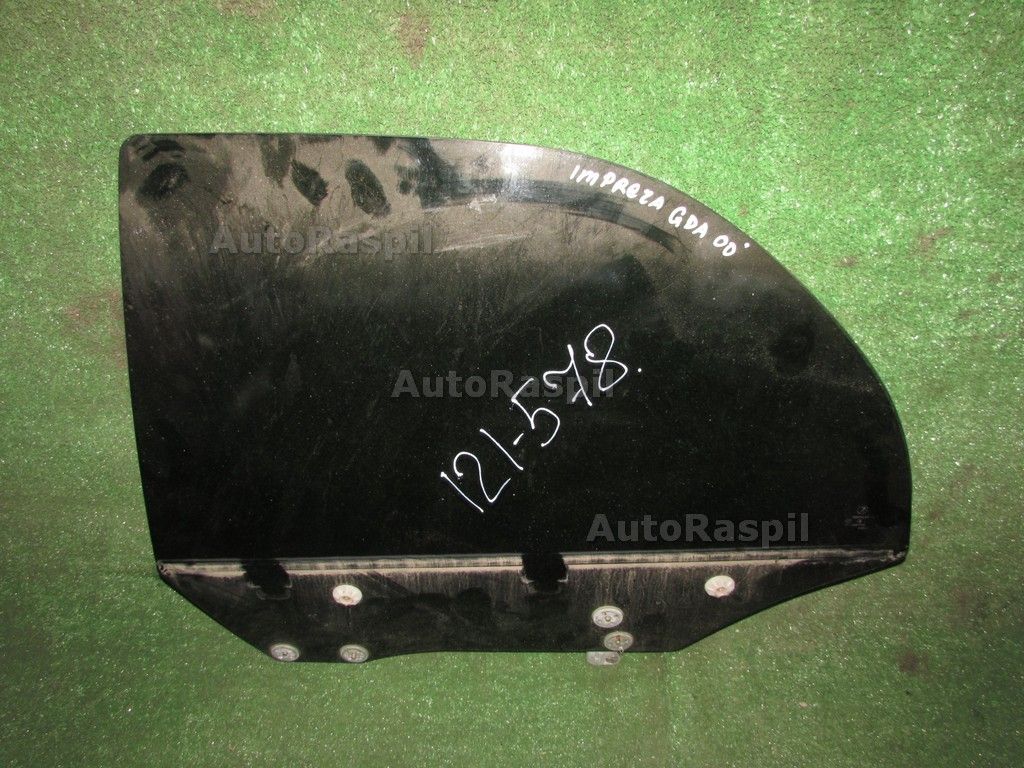 IMPREZA GDA 00'
AutoRaspil
AutoRaspil
121-578.
AutoRaspil